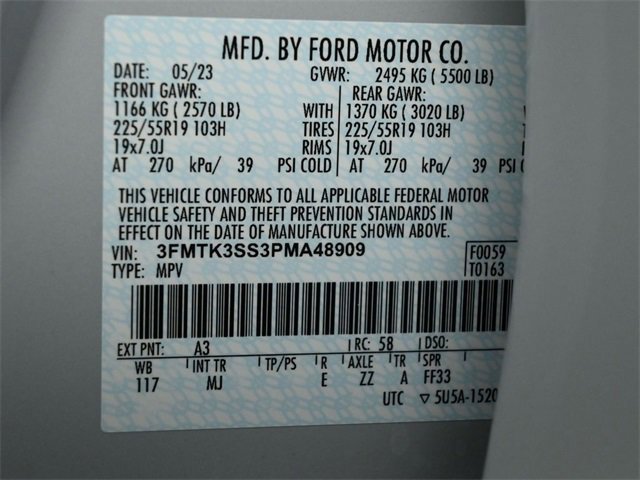 MFD. BY FORD MOTOR CO.
DATE: 05/23 GVWR: 2495 KG ( 5500 LB)
FRONT GAWR: REAR GAWR:
1166 KG ( 2570 LB) WITH 1370 KG ( 3020 LB)
225/55R19 103H TIRES 225/55R19 103H
19x7.0J RIMS 19x7.0J
AT 270 kPa/ 39 PSI COLD AT 270 kPa/ 39 PSI
THIS VEHICLE CONFORMS TO ALL APPLICABLE FEDERAL MOTOR
VEHICLE SAFETY AND THEFT PREVENTION STANDARDS IN
EFFECT ON THE DATE OF MANUFACTURE SHOWN ABOVE.
VIN: 3FMTK3SS3PMA48909 F0059
TYPE: MPV T0163
EXT PNT: A3 RC: 58 DSO:
WB INT TR TP/PS R AXLE TR SPR
117 MJ E ZZ A FF33
UTC ▽ 5U5A-1520